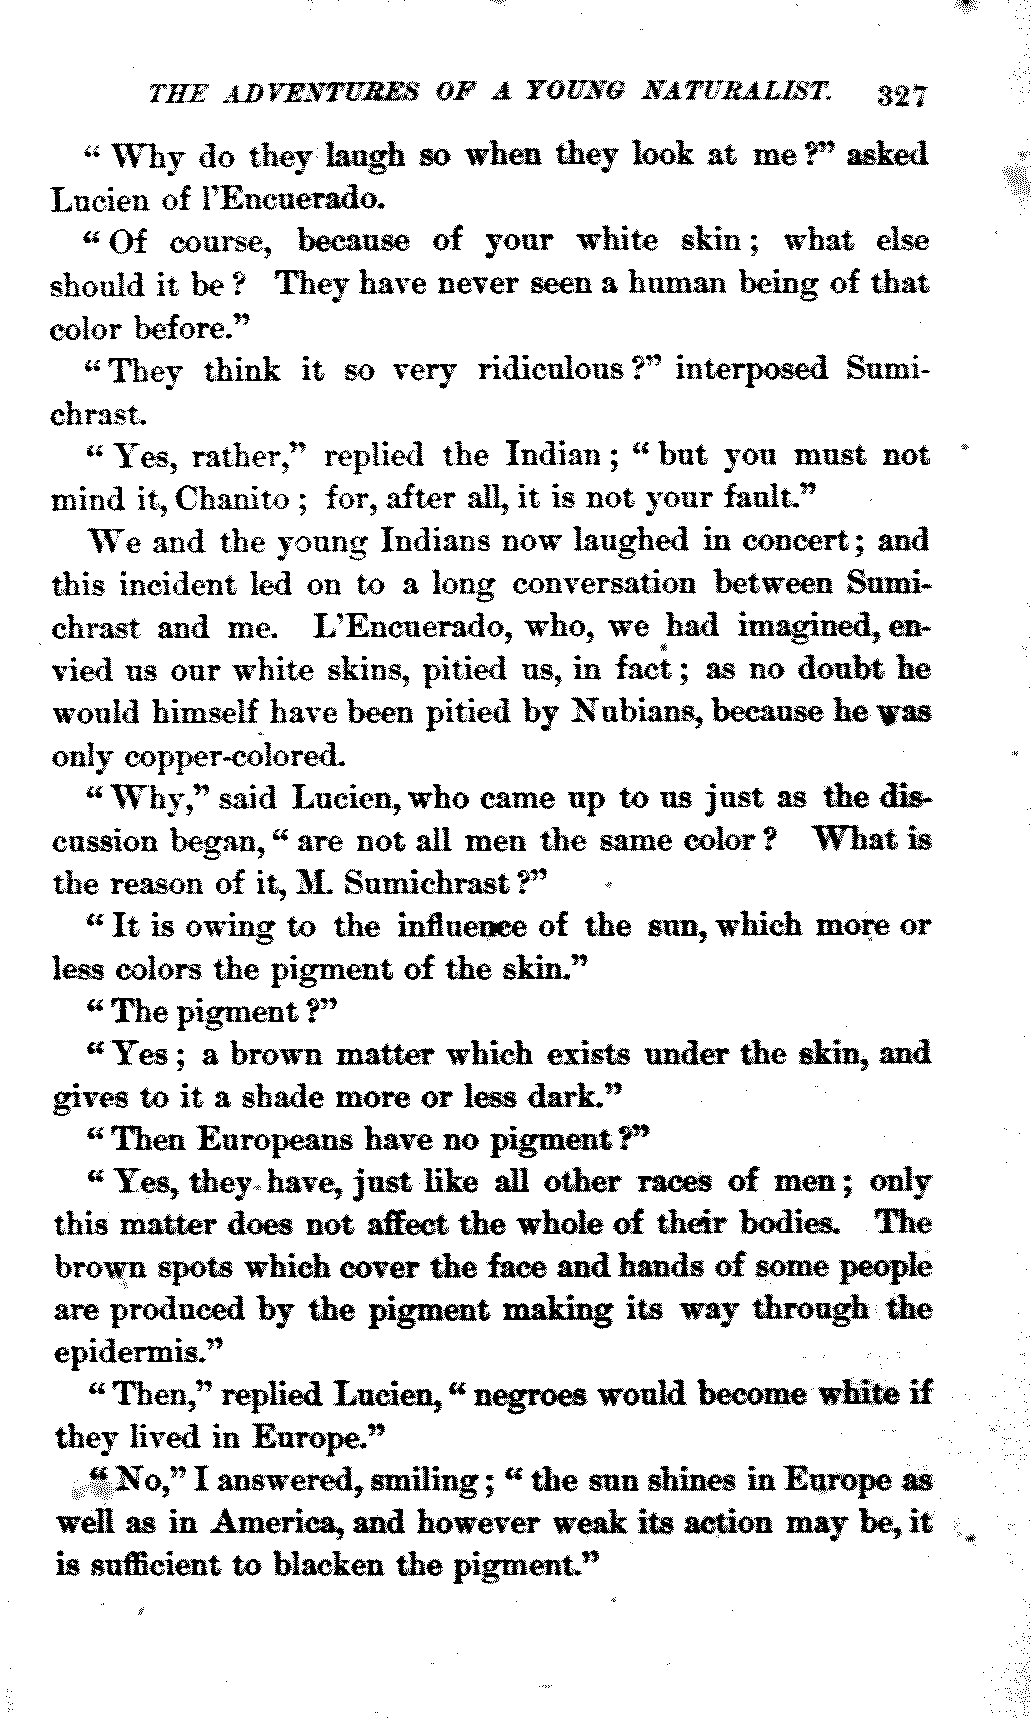 THE ADVENTURES OF A YOUNG NATURALIST. 327
“Why do they laugh so when they look at me?” asked
Lucien of l’Encuerado.
“Of course, because of your white skin; what else
should it be? They have never seen a human being of that
color before.”
“They think it so very ridiculous?” interposed Sumi-
chrast.
“Yes, rather,” replied the Indian; “but you must not
mind it, Chanito; for, after all, it is not your fault.”
We and the young Indians now laughed in concert; and
this incident led on to a long conversation between Sumi-
chrast and me. L’Encuerado, who, we had imagined, en-
vied us our white skins, pitied us, in fact; as no doubt he
would himself have been pitied by Nubians, because he was
only copper-colored.
“Why,” said Lucien, who came up to us just as the dis-
cussion began, “are not all men the same color? What is
the reason of it, M. Sumichrast?”
“It is owing to the influence of the sun, which more or
less colors the pigment of the skin.”
“The pigment?”
“Yes; a brown matter which exists under the skin, and
gives to it a shade more or less dark.”
“Then Europeans have no pigment?”
“Yes, they have, just like all other races of men; only
this matter does not affect the whole of their bodies. The
brown spots which cover the face and hands of some people
are produced by the pigment making its way through the
epidermis.”
“Then,” replied Lucien, “negroes would become white if
they lived in Europe.”
“No,” I answered, smiling; “the sun shines in Europe as
well as in America, and however weak its action may be, it
is sufficient to blacken the pigment.”